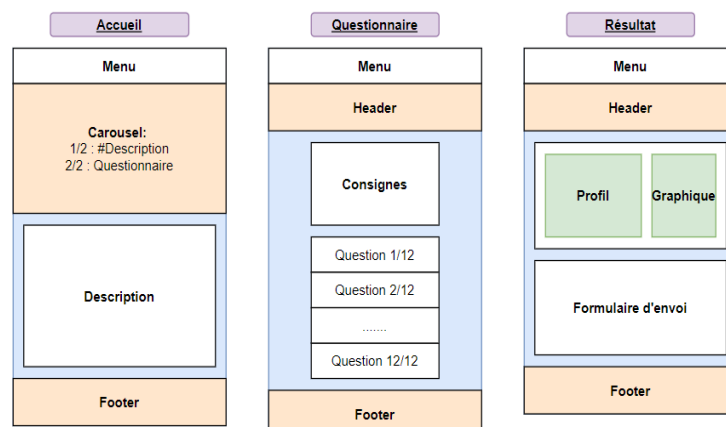 Accueil
Menu
Carousel:
1/2 : #Description
2/2 : Questionnaire
Description
Footer
Questionnaire
Menu
Header
Consignes
Question 1/12
Question 2/12
.......
Question 12/12
Footer
Résultat
Menu
Header
Profil
Graphique
Formulaire d'envoi
Footer